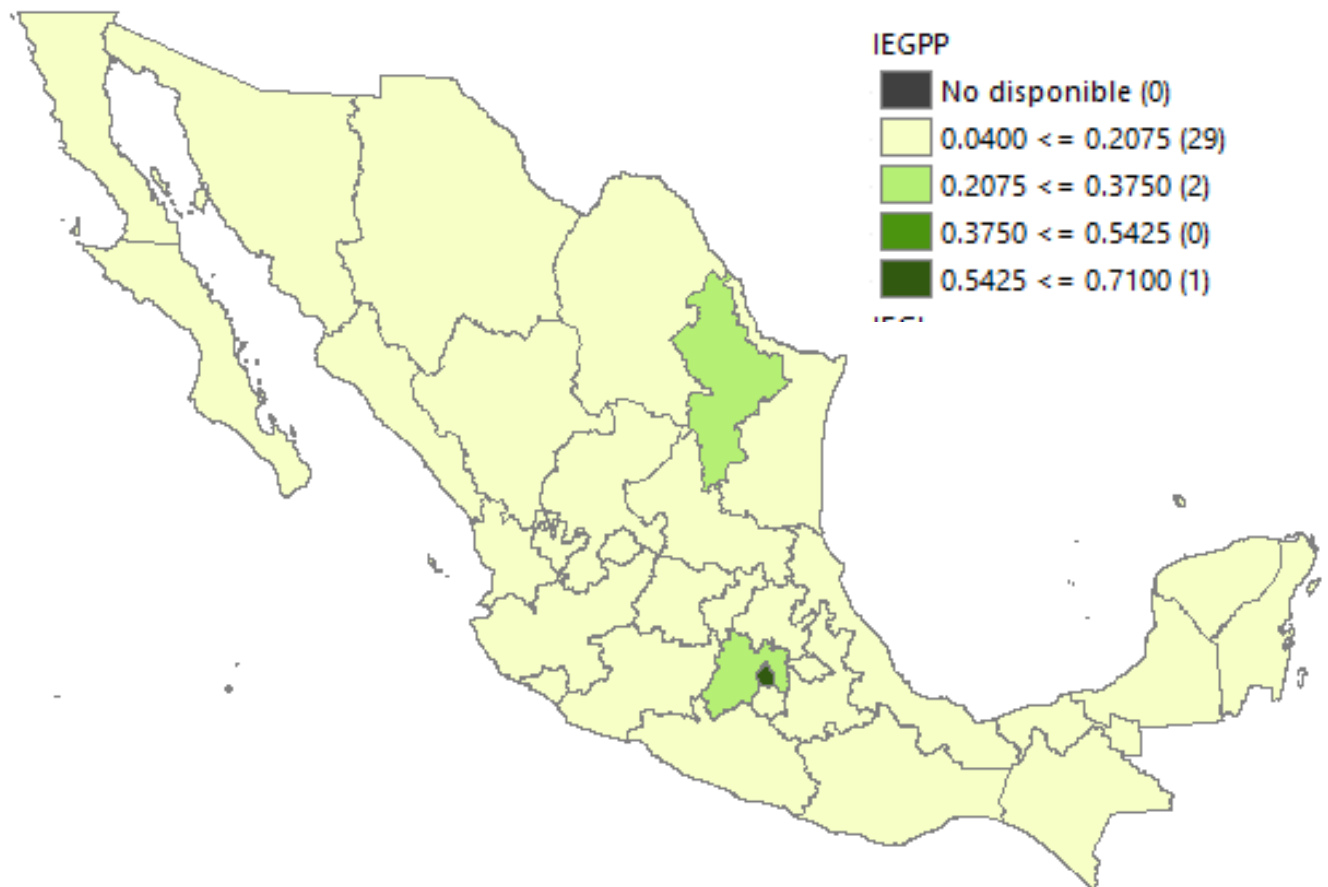 IEGPP
No disponible (0)
0.0400 <= 0.2075 (29)
0.2075 <= 0.3750 (2)
0.3750 <= 0.5425 (0)
0.5425 <= 0.7100 (1)